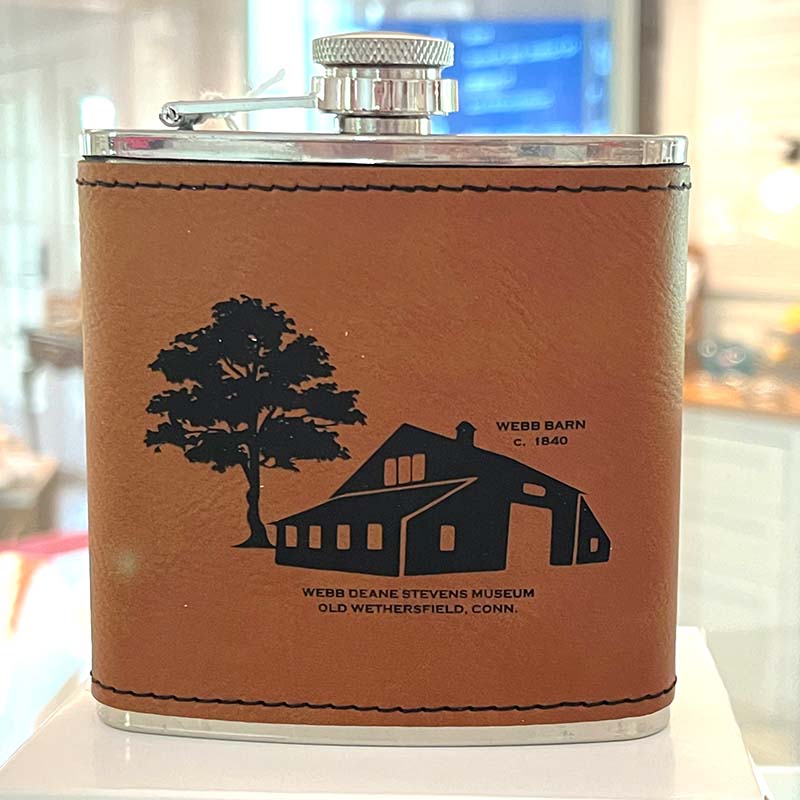 WEBB BARN
c. 1840
WEBB DEANE STEVENS MUSEUM
OLD WETHERSFIELD, CONN.